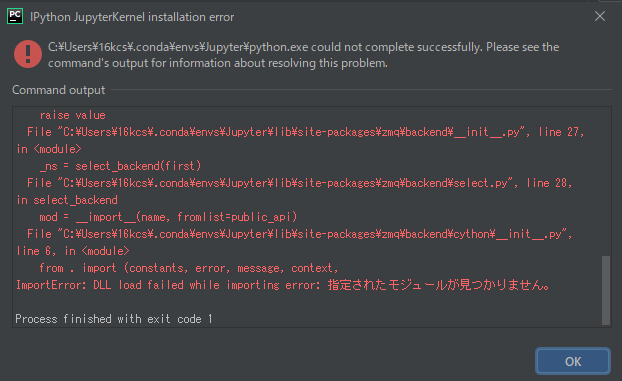 PC IPython JupyterKernel installation error
C:¥Users¥16kcs¥.conda¥envs¥Jupyter¥python.exe could not complete successfully. Please see the
command's output for information about resolving this problem.
Command output
raise value
File "C:¥Users¥16kcs¥.conda¥envs¥Jupyter¥lib¥site-packages¥zmq¥backend¥__init__.py", line 27,
in <module>
_ns = select_backend(first)
File "C:¥Users¥16kcs¥.conda¥envs¥Jupyter¥lib¥site-packages¥zmq¥backend¥select.py", line 28,
in select_backend
mod = __import__(name, fromlist=public_api)
File "C:¥Users¥16kcs¥.conda¥envs¥Jupyter¥lib¥site-packages¥zmq¥backend¥cython¥__init__.py",
line 6, in <module>
from . import (constants, error, message, context,
ImportError: DLL load failed while importing error: 指定されたモジュールが見つかりません。
Process finished with exit code 1
OK